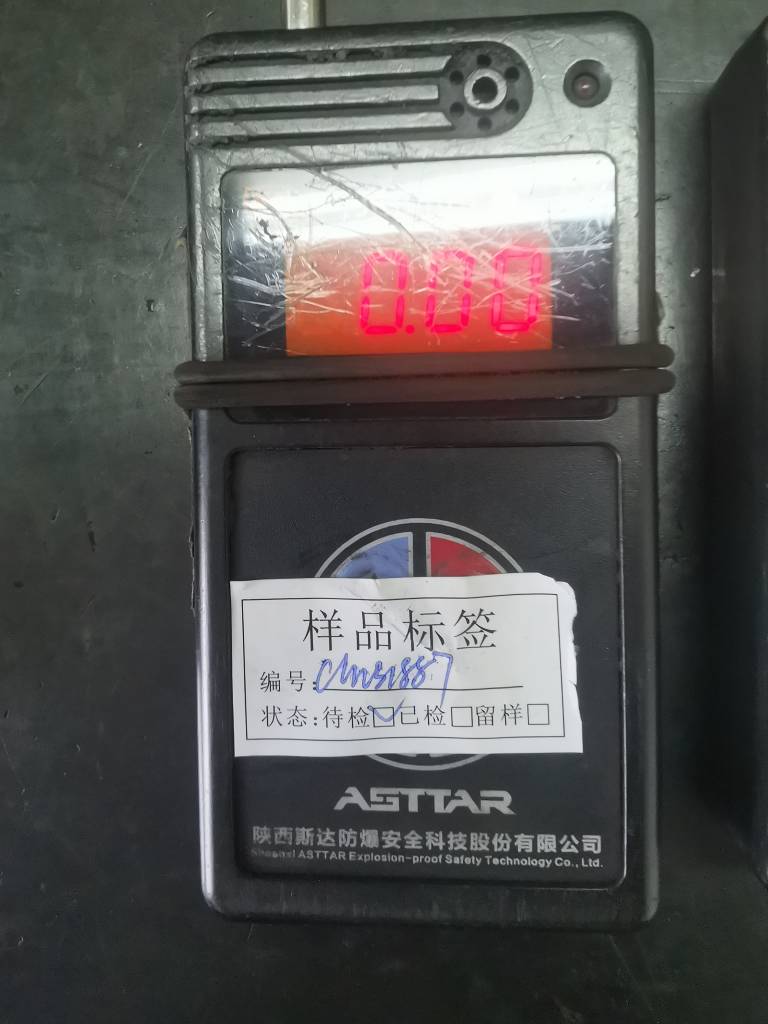 0.00
样品标签
编号:
状态:待检☑已检□留样□
ASTTAR
陕西斯达防爆安全科技股份有限公司
Shaanxi ASTTAR Explosion-proof Safety Technology Co., Ltd.